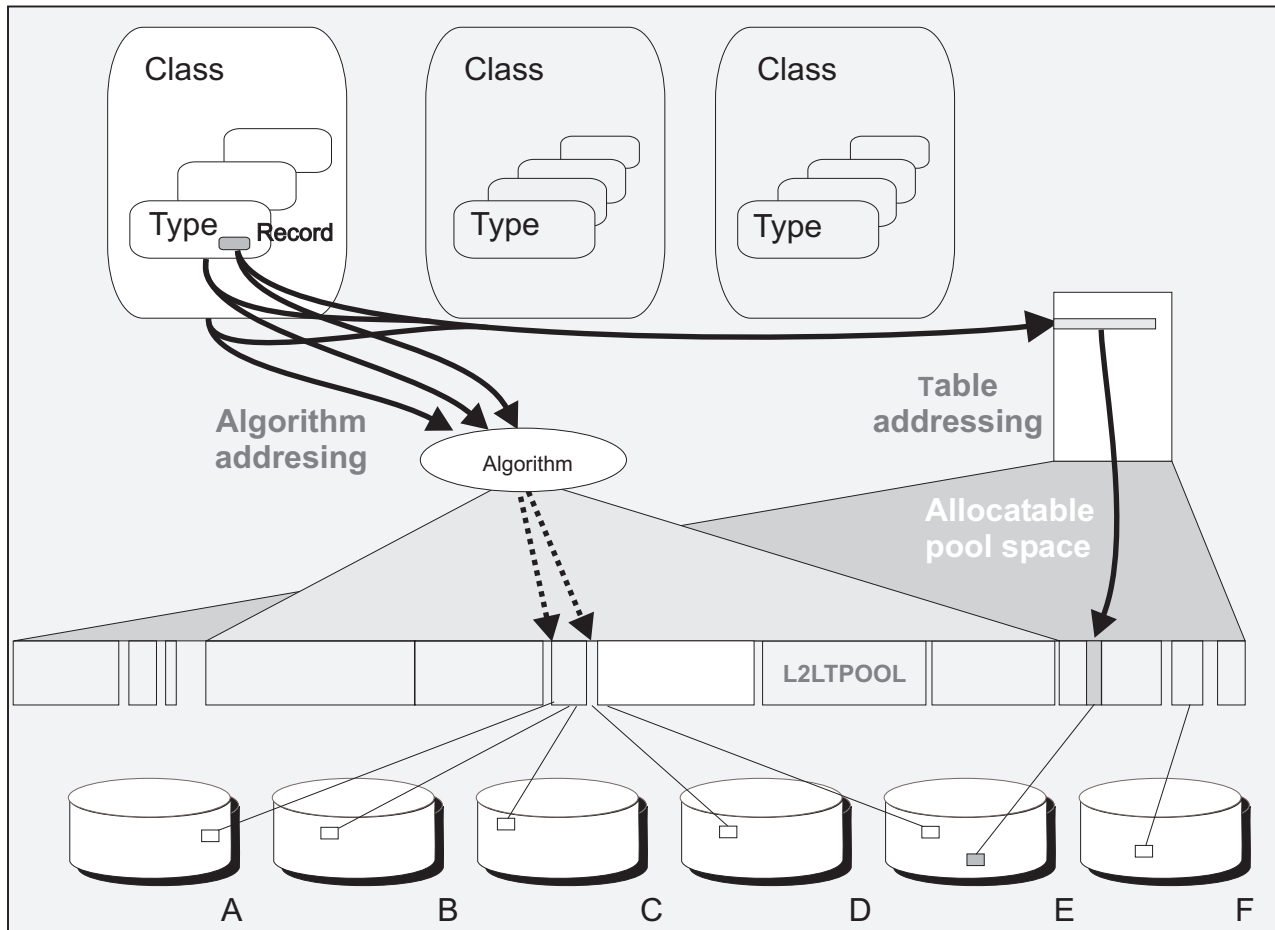 Class
Class
Class
Type
Record
Type
Type
Algorithm
addresing
Table
addressing
Algorithm
Allocatable
pool space
L2LTPOOL
A
B
C
D
E
F